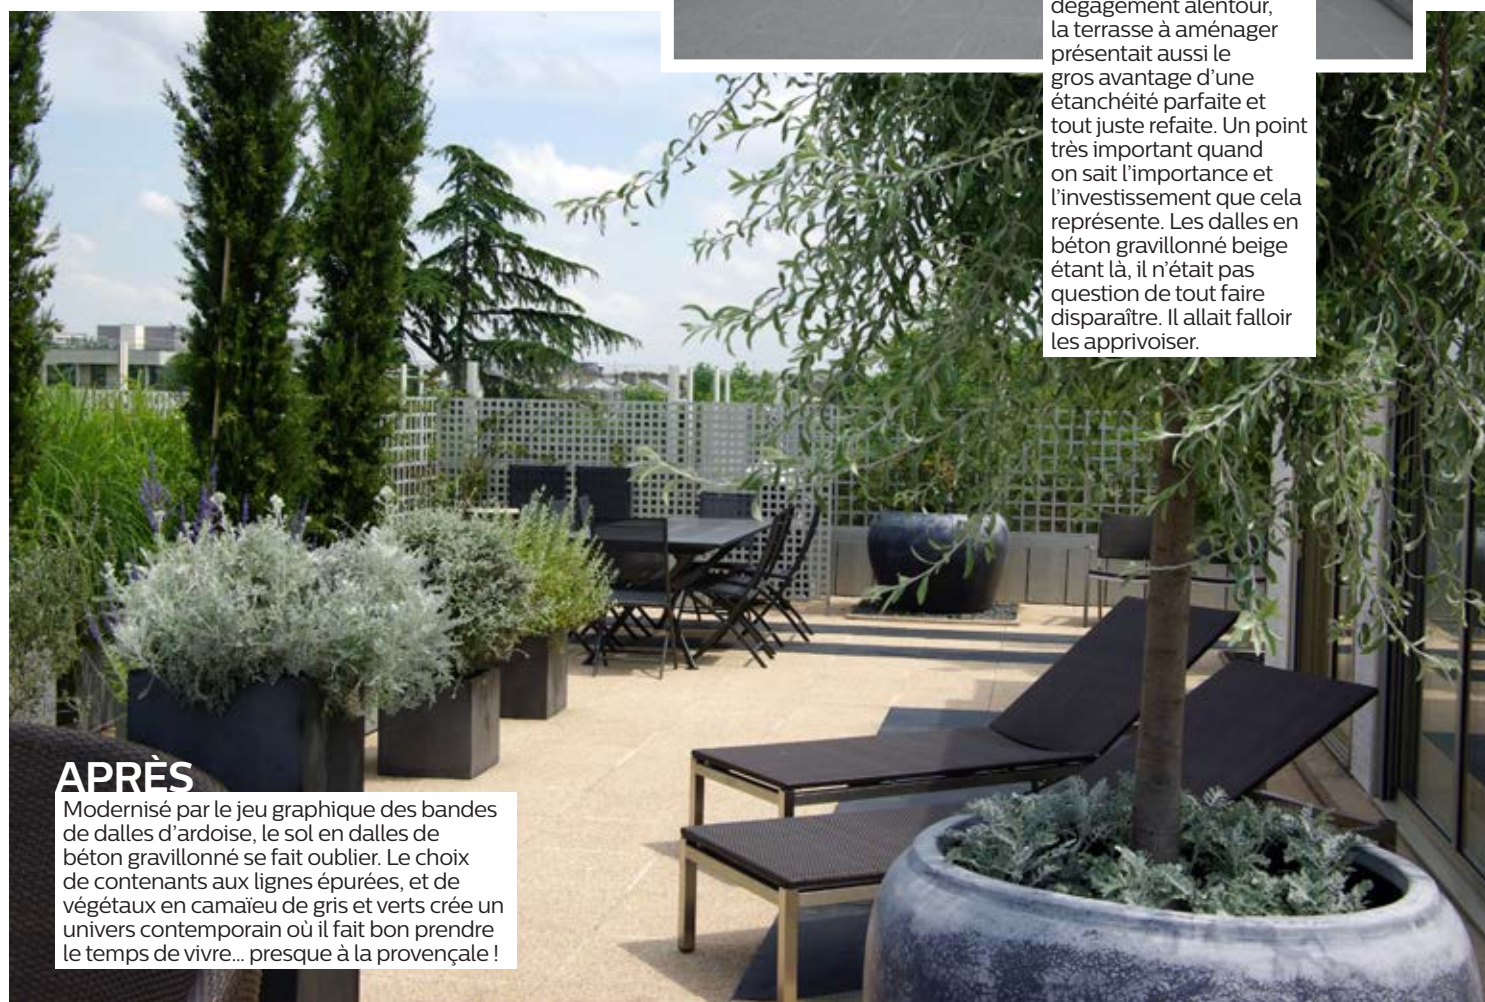 dégagement alentour,
la terrasse à aménager
présentait aussi le
gros avantage d’une
étanchéité parfaite et
tout juste refaite. Un point
très important quand
on sait l’importance et
l’investissement que cela
représente. Les dalles en
béton gravillonné beige
étant là, il n’était pas
question de tout faire
disparaître. Il allait falloir
les apprivoiser.
APRÈS
Modernisé par le jeu graphique des bandes
de dalles d’ardoise, le sol en dalles de
béton gravillonné se fait oublier. Le choix
de contenants aux lignes épurées, et de
végétaux en camaïeu de gris et verts crée un
univers contemporain où il fait bon prendre
le temps de vivre... presque à la provençale !